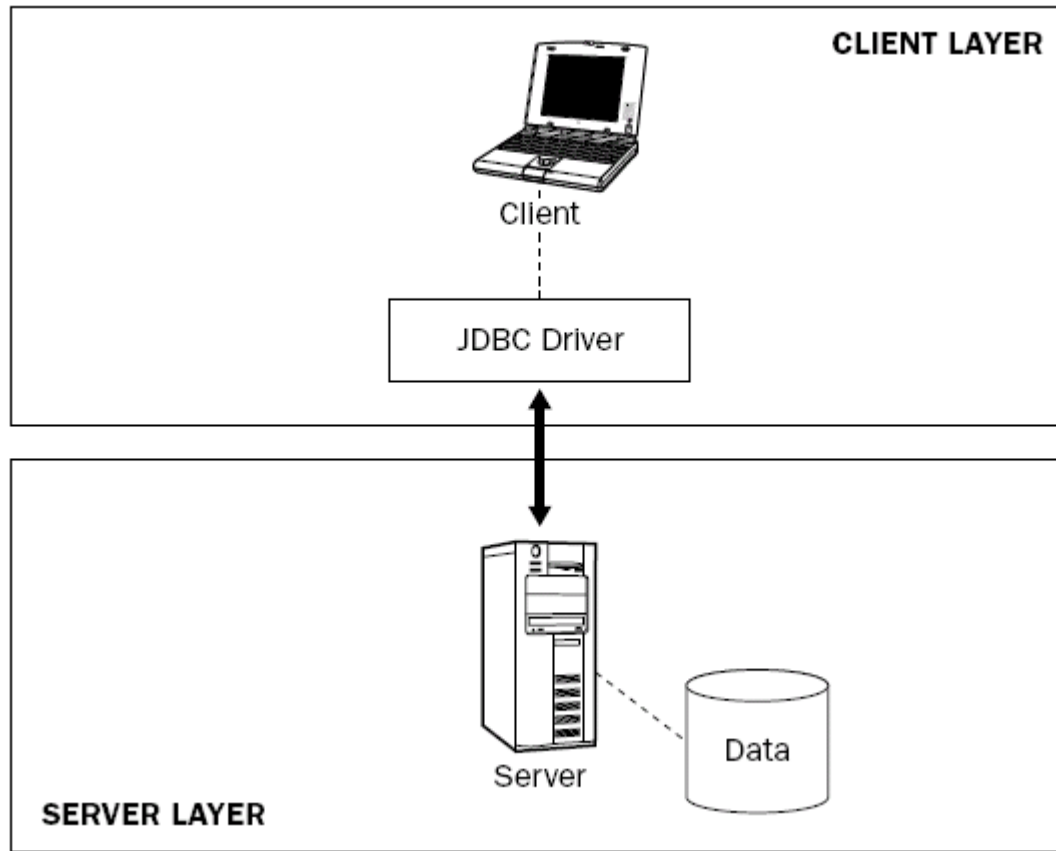 CLIENT LAYER
Client
JDBC Driver
Server
Data
SERVER LAYER